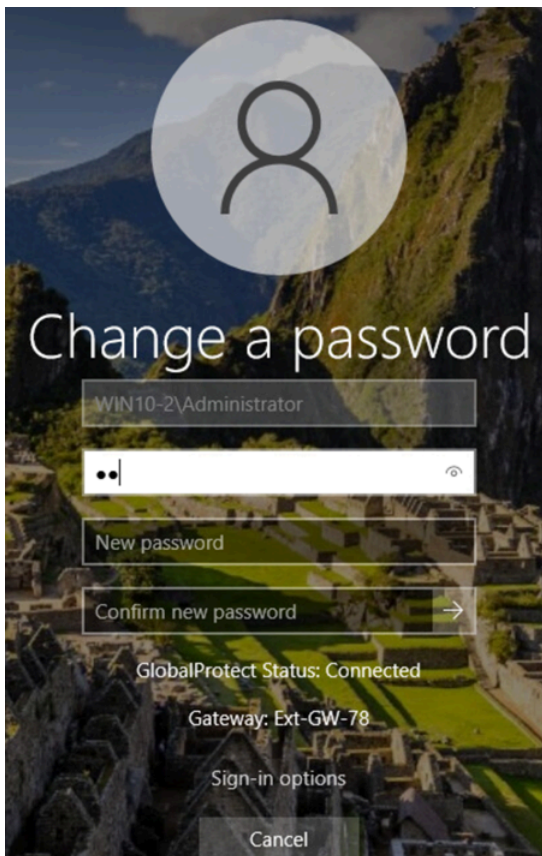 Change a password
WIN10-2\Administrator
New password
Confirm new password
GlobalProtect Status: Connected
Gateway: Ext-GW-78
Sign-in options
Cancel